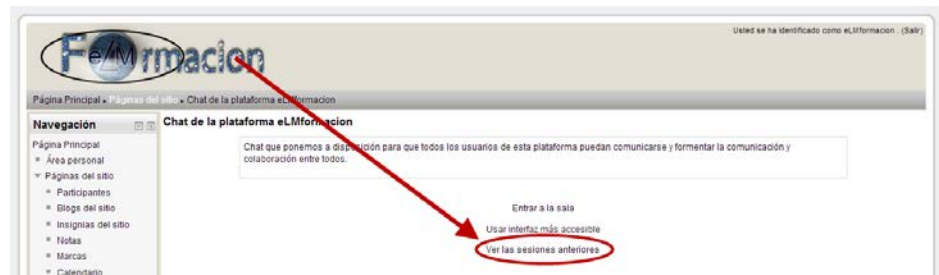 Usted se ha identificado como eLMformacion . (Salir)
FeLMrmacion
Página Principal ▸ Páginas del sitio ▸ Chat de la plataforma eLMformacion
Navegación
Chat de la plataforma eLMformacion
Página Principal
Área personal
Páginas del sitio
Participantes
Blogs del sitio
Insignias del sitio
Notas
Marcas
Calendario
Chat que ponemos a disposición para que todos los usuarios de esta plataforma puedan comunicarse y formentar la comunicación y
colaboración entre todos.
Entrar a la sala
Usar interfaz más accesible
Ver las sesiones anteriores